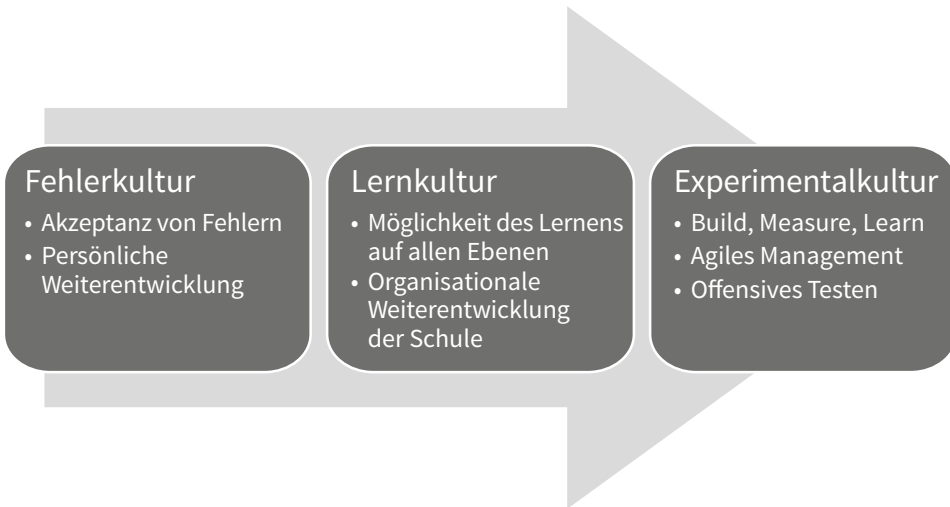 Fehlerkultur
• Akzeptanz von Fehlern
• Persönliche
Weiterentwicklung
Lernkultur
• Möglichkeit des Lernens
auf allen Ebenen
• Organisationale
Weiterentwicklung
der Schule
Experimentalkultur
• Build, Measure, Learn
• Agiles Management
• Offensives Testen